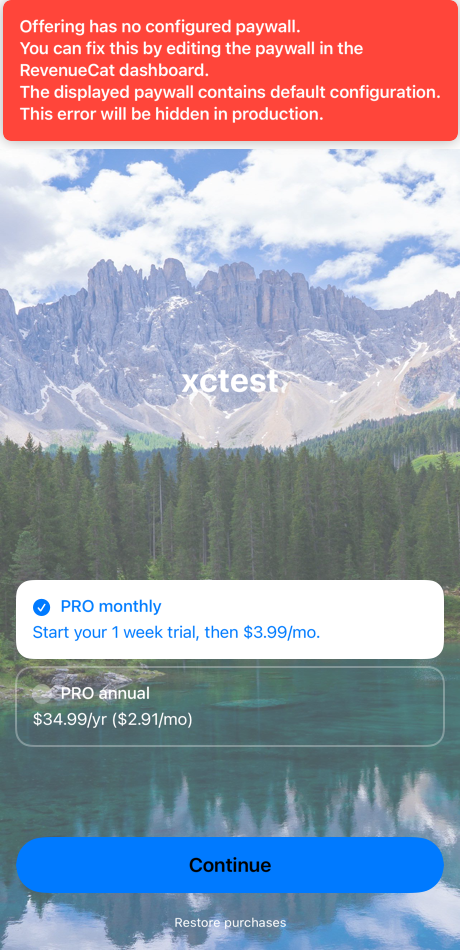 Offering has no configured paywall.
You can fix this by editing the paywall in the
RevenueCat dashboard.
The displayed paywall contains default configuration.
This error will be hidden in production.
xctest
PRO monthly
Start your 1 week trial, then $3.99/mo.
PRO annual
$34.99/yr ($2.91/mo)
Continue
Restore purchases